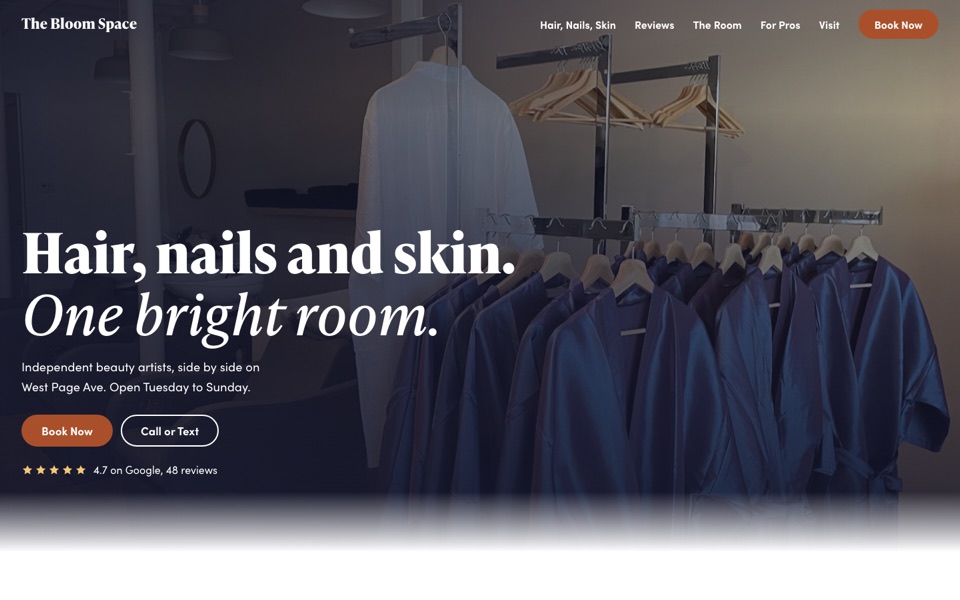 The Bloom Space
Hair, Nails, Skin
Reviews
The Room
For Pros
Visit
Book Now
Hair, nails and skin.
One bright room.
Independent beauty artists, side by side on
West Page Ave. Open Tuesday to Sunday.
Book Now
Call or Text
4.7 on Google, 48 reviews